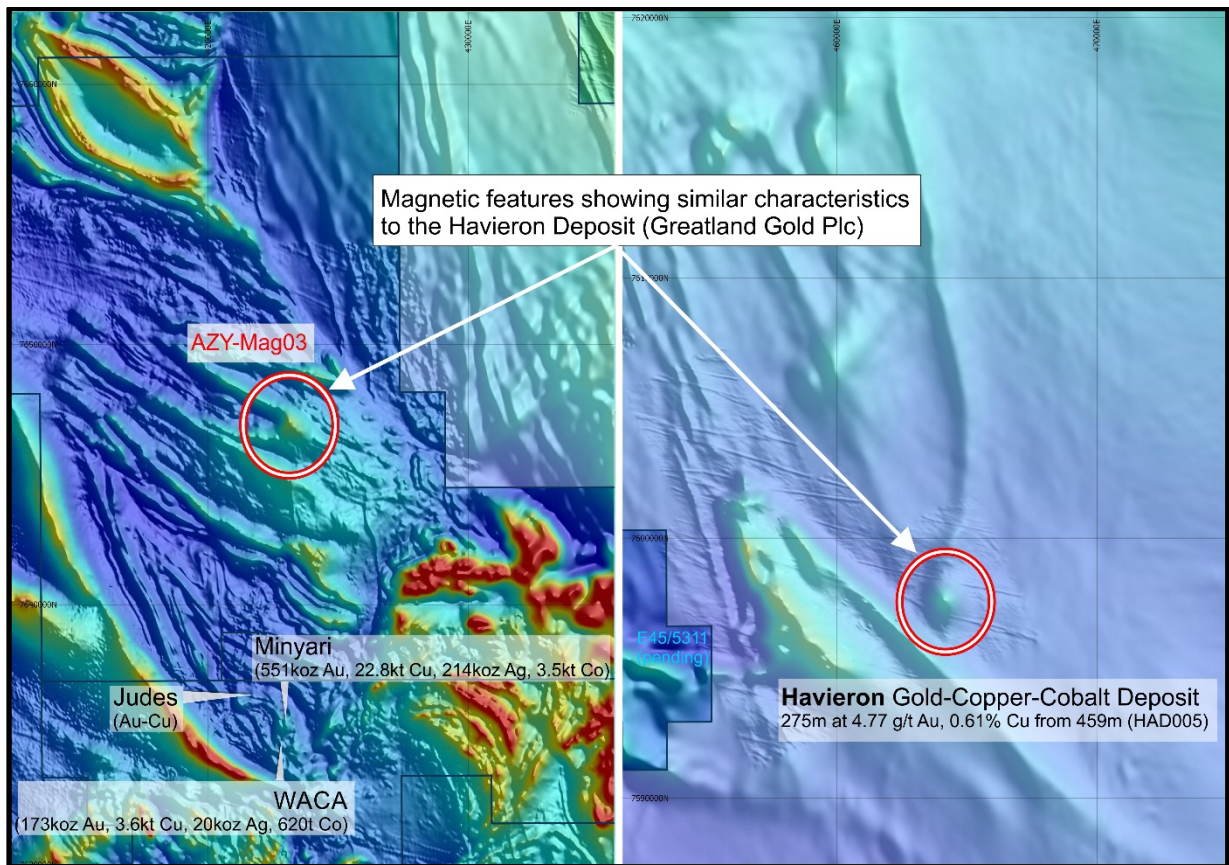 430000E
7620000N
460000E
470000E
Magnetic features showing similar characteristics
to the Havieron Deposit (Greatland Gold Plc)
7650000N
AZY-Mag03
7600000N
Minyari
(551koz Au, 22.8kt Cu, 214koz Ag, 3.5kt Co)
Judes
(Au-Cu)
WACA
(173koz Au, 3.6kt Cu, 20koz Ag, 620t Co)
E45/5311
(pending)
Havieron Gold-Copper-Cobalt Deposit
275m at 4.77 g/t Au, 0.61% Cu from 459m (HAD005)
7590000N